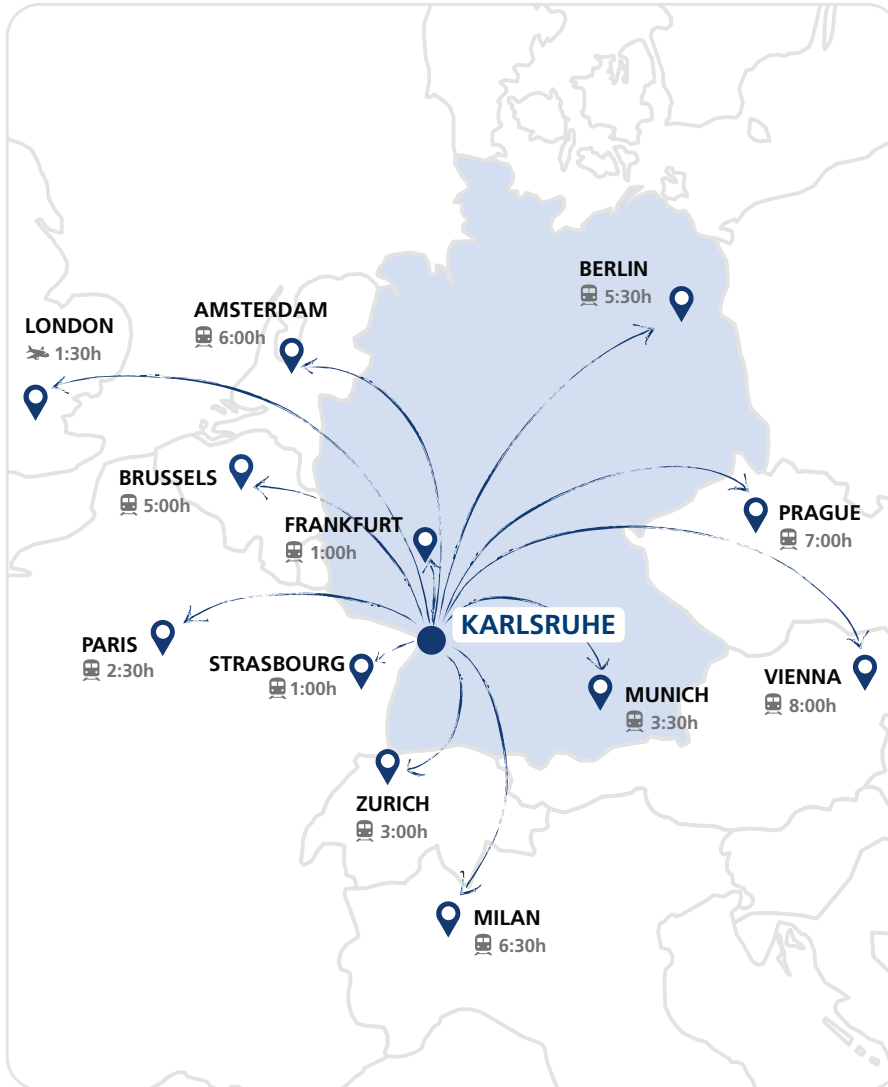 BERLIN
5:30h
AMSTERDAM
6:00h
LONDON
1:30h
BRUSSELS
5:00h
FRANKFURT
1:00h
PRAGUE
7:00h
KARLSRUHE
PARIS
2:30h
STRASBOURG
1:00h
MUNICH
3:30h
VIENNA
8:00h
ZURICH
3:00h
MILAN
6:30h